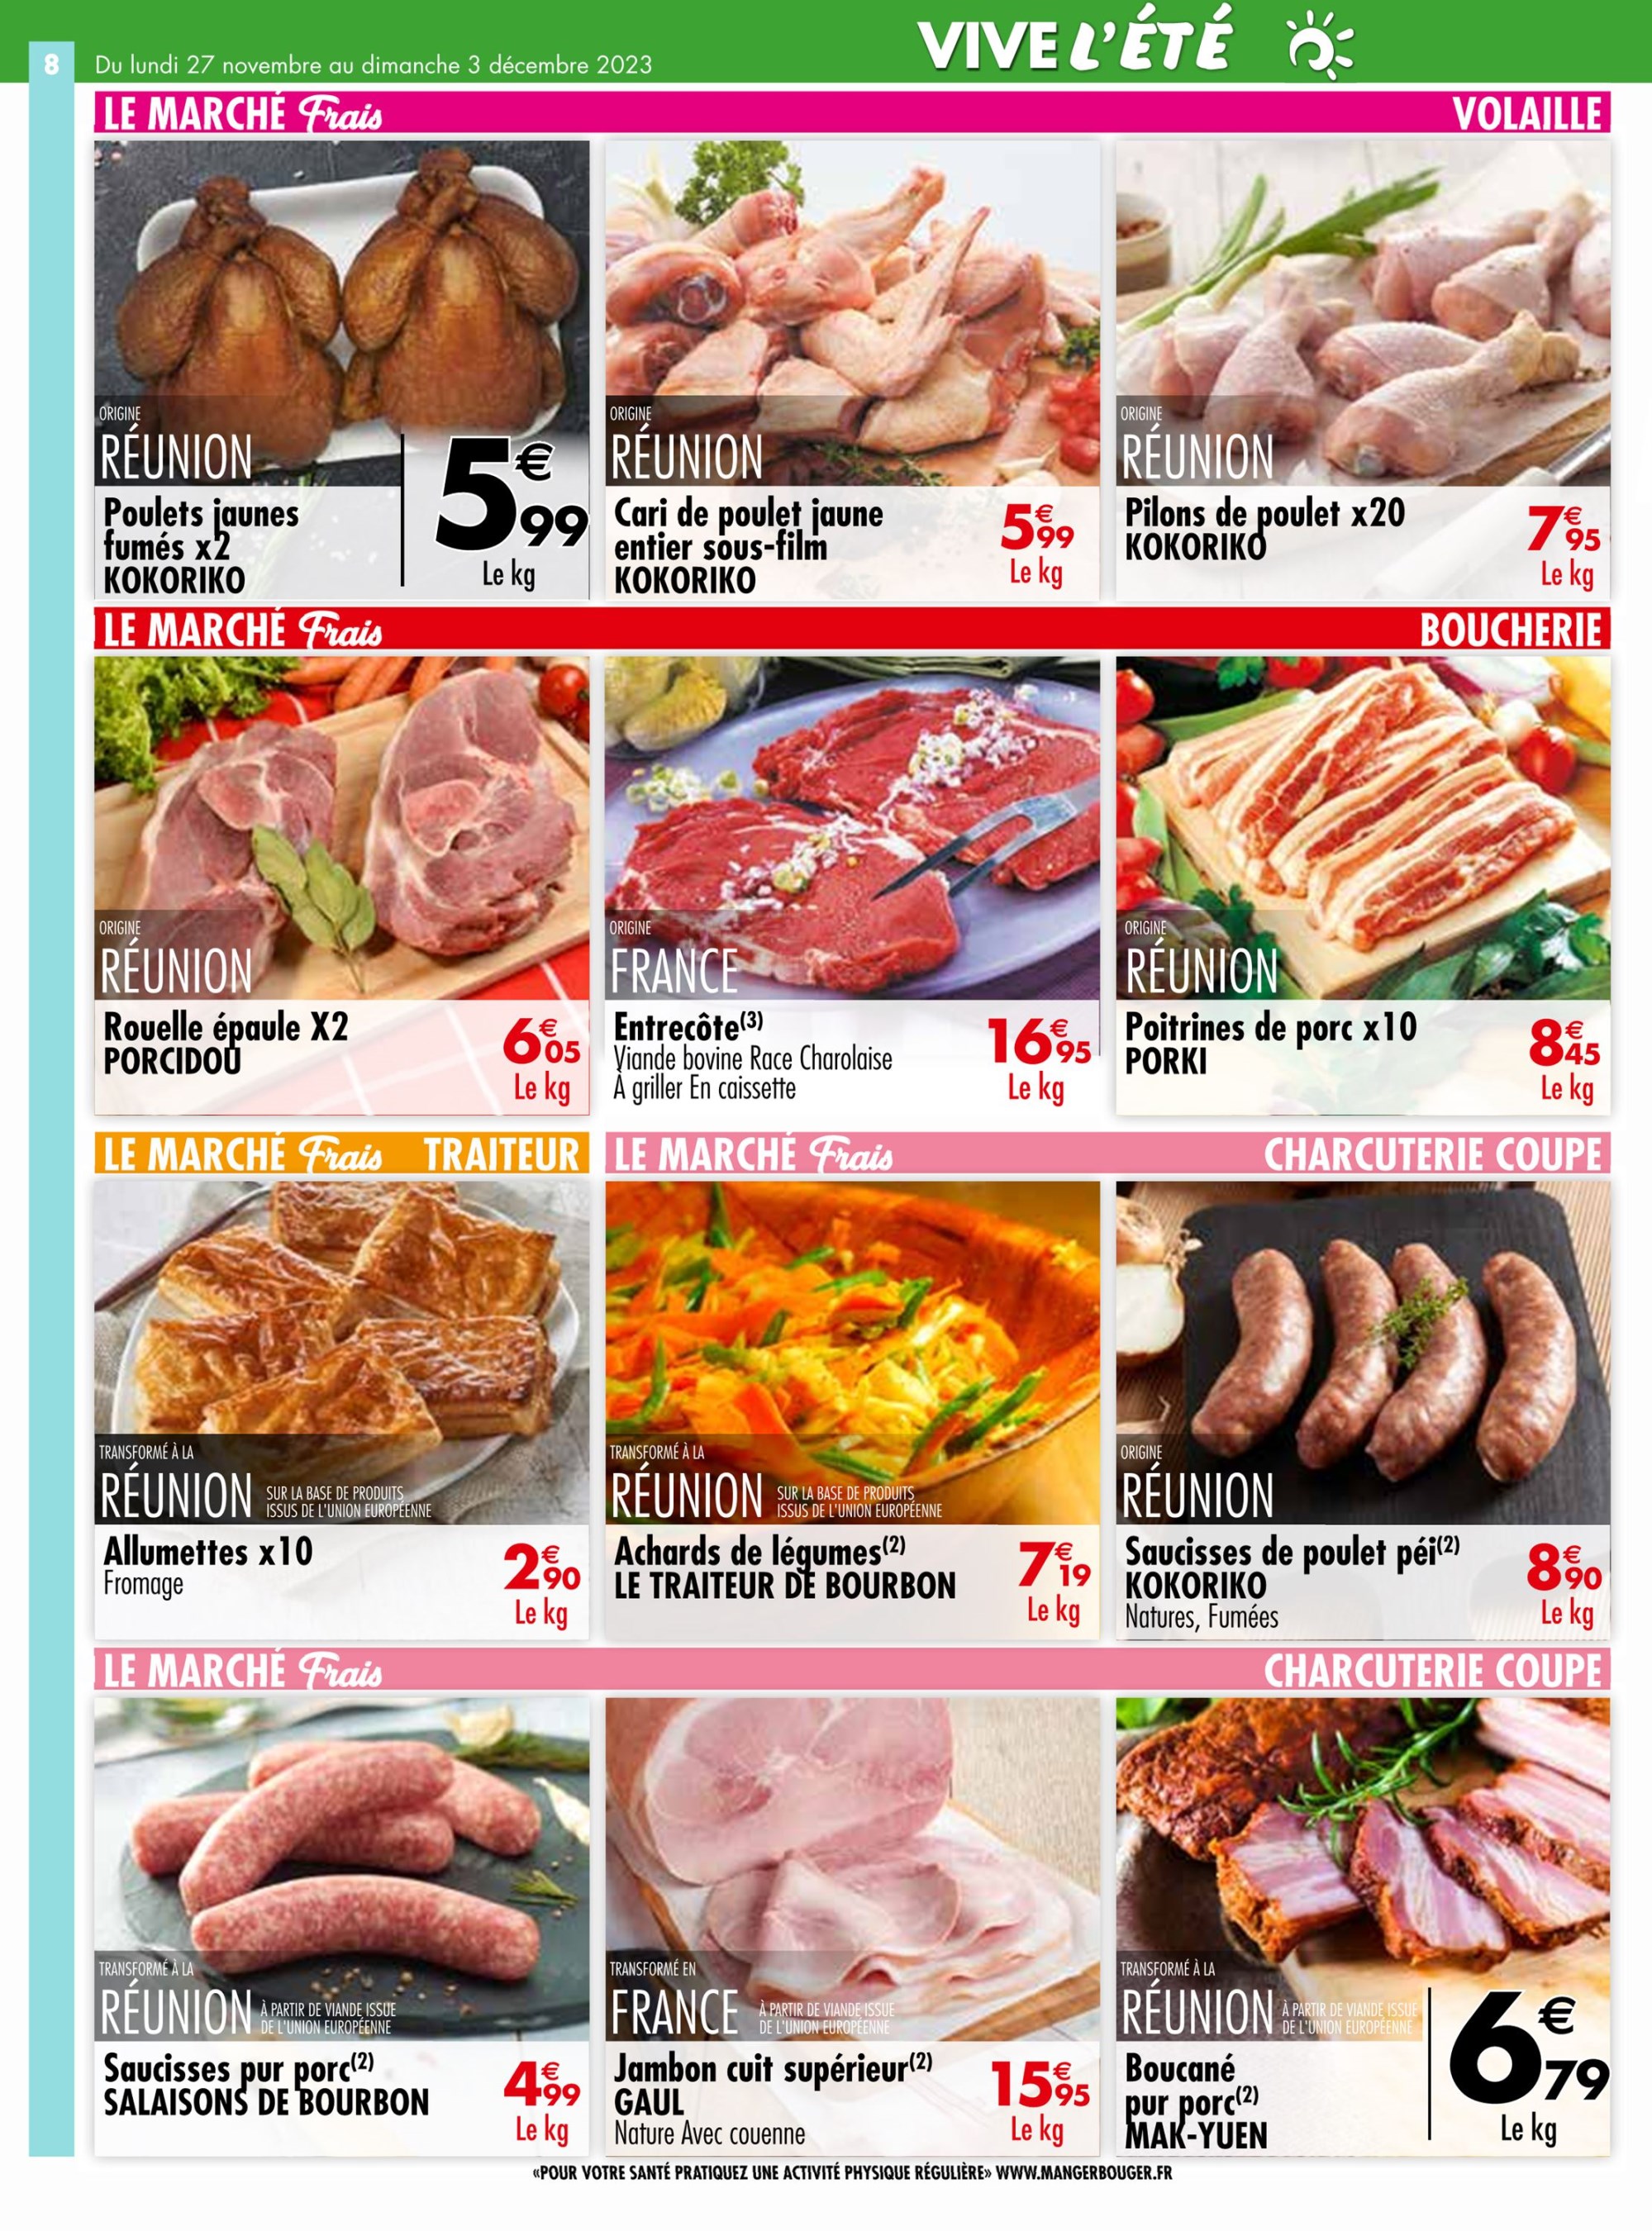 8
Du lundi 27 novembre au dimanche 3 décembre 2023
VIVE L'ÉTÉ
LE MARCHÉ Frais
VOLAILLE
ORIGINE
RÉUNION
Poulets jaunes
fumés x2
KOKORIKO
5€99
Le kg
ORIGINE
RÉUNION
Cari de poulet jaune
entier sous-film
KOKORIKO
5€99
Le kg
ORIGINE
RÉUNION
Pilons de poulet x20
KOKORIKO
7€95
Le kg
LE MARCHÉ Frais
BOUCHERIE
ORIGINE
RÉUNION
Rouelle épaule X2
PORCIDOU
6€05
Le kg
ORIGINE
FRANCE
Entrecôte(3)
Viande bovine Race Charolaise
À griller En caissette
16€95
Le kg
ORIGINE
RÉUNION
Poitrines de porc x10
PORKI
8€45
Le kg
LE MARCHÉ Frais TRAITEUR
LE MARCHÉ Frais
CHARCUTERIE COUPE
TRANSFORMÉ À LA
RÉUNION
SUR LA BASE DE PRODUITS
ISSUS DE L'UNION EUROPÉENNE
Allumettes x10
Fromage
2€90
Le kg
TRANSFORMÉ À LA
RÉUNION
SUR LA BASE DE PRODUITS
ISSUS DE L'UNION EUROPÉENNE
Achards de légumes(2)
LE TRAITEUR DE BOURBON
7€19
Le kg
ORIGINE
RÉUNION
Saucisses de poulet péi(2)
KOKORIKO
Natures, Fumées
8€90
Le kg
LE MARCHÉ Frais
CHARCUTERIE COUPE
TRANSFORMÉ À LA
RÉUNION
À PARTIR DE VIANDE ISSUE
DE L'UNION EUROPÉENNE
Saucisses pur porc(2)
SALAISONS DE BOURBON
4€99
Le kg
TRANSFORMÉ EN
FRANCE
À PARTIR DE VIANDE ISSUE
DE L'UNION EUROPÉENNE
Jambon cuit supérieur(2)
GAUL
Nature Avec couenne
15€95
Le kg
TRANSFORMÉ À LA
RÉUNION
À PARTIR DE VIANDE ISSUE
DE L'UNION EUROPÉENNE
Boucané
pur porc(2)
MAK-YUEN
6€79
Le kg
«POUR VOTRE SANTÉ PRATIQUEZ UNE ACTIVITÉ PHYSIQUE RÉGULIÈRE» WWW.MANGERBOUGER.FR